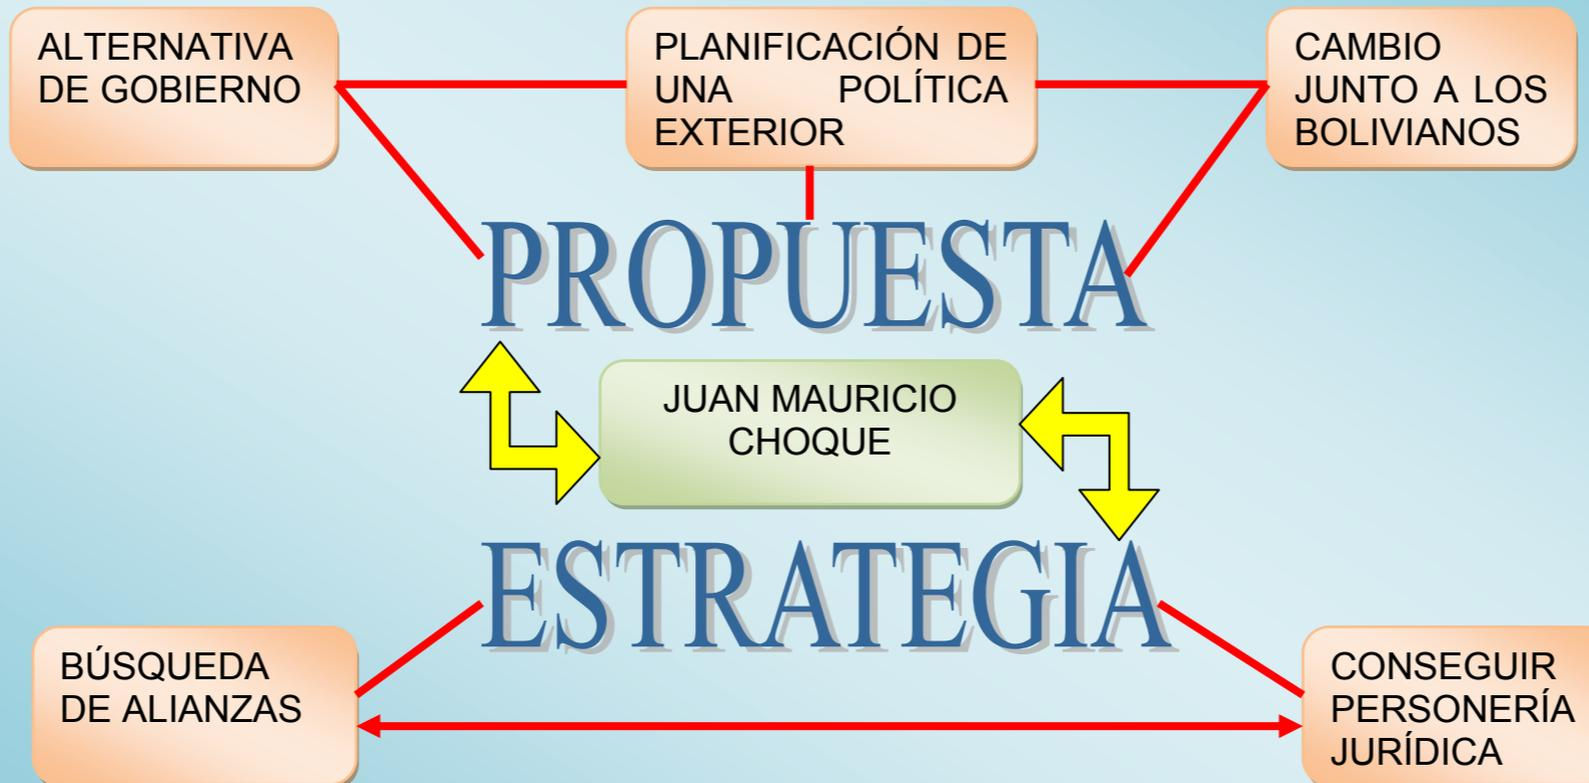 ALTERNATIVA
DE GOBIERNO
PLANIFICACIÓN DE
UNA POLÍTICA
EXTERIOR
CAMBIO
JUNTO A LOS
BOLIVIANOS
PROPUESTA
JUAN MAURICIO
CHOQUE
ESTRATEGIA
BÚSQUEDA
DE ALIANZAS
CONSEGUIR
PERSONERÍA
JURÍDICA